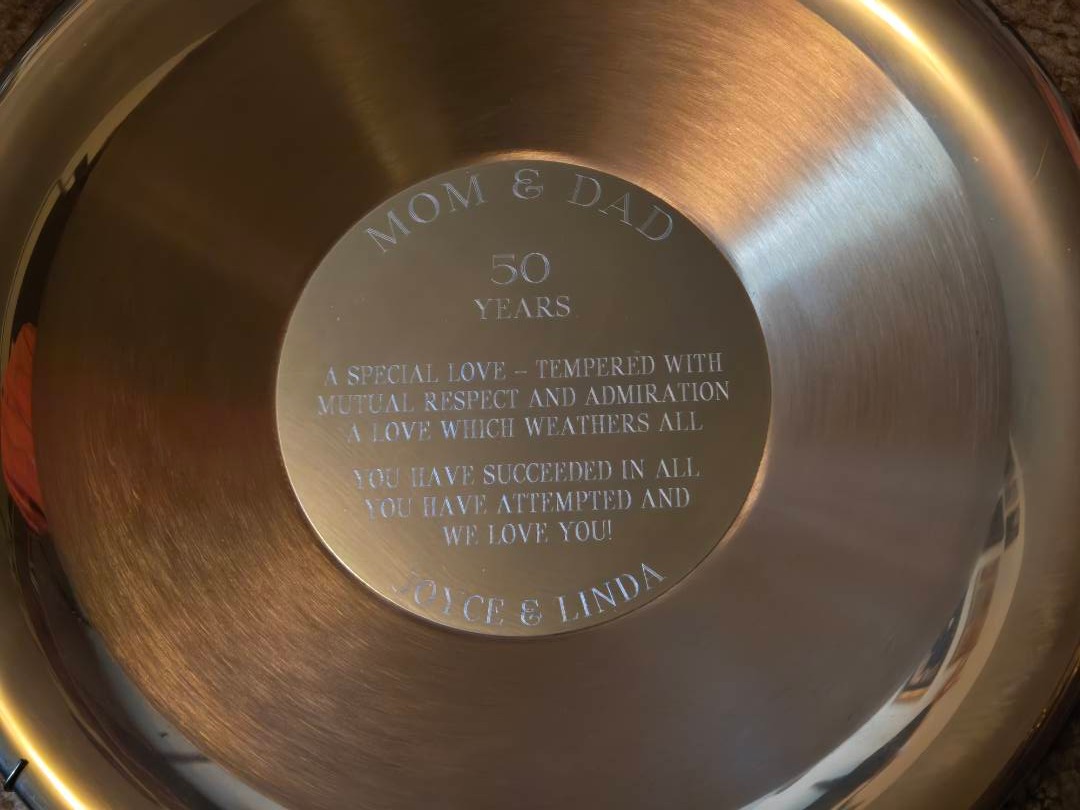 MOM & DAD
50
YEARS
A SPECIAL LOVE – TEMPERED WITH
MUTUAL RESPECT AND ADMIRATION
A LOVE WHICH WEATHERS ALL
YOU HAVE SUCCEEDED IN ALL
YOU HAVE ATTEMPTED AND
WE LOVE YOU!
JOYCE & LINDA